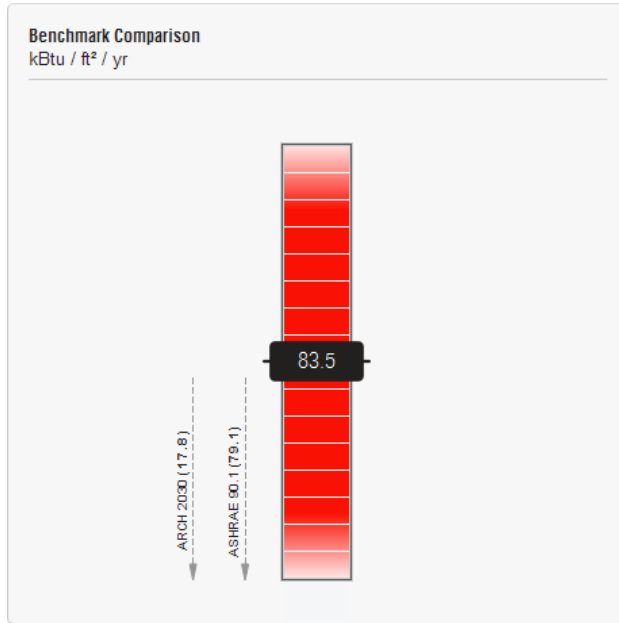 Benchmark Comparison
kBtu / ft² / yr
83.5
ARCH 2030 (17.8)
ASHRAE 90.1 (79.1)